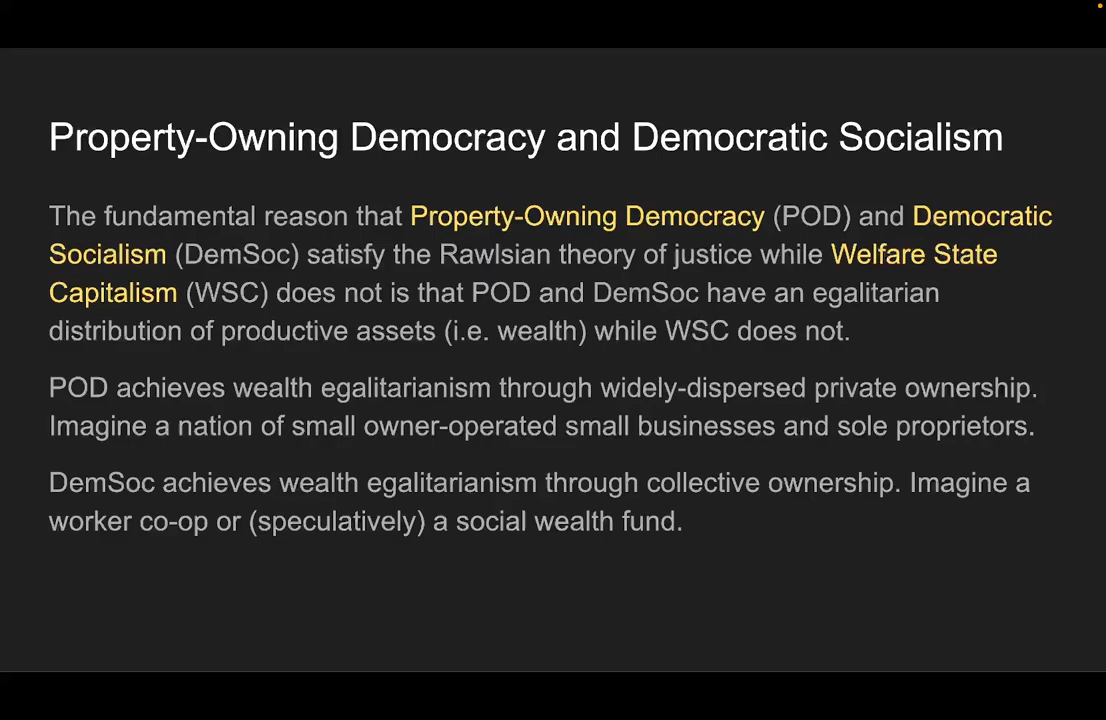 Property-Owning Democracy and Democratic Socialism
The fundamental reason that Property-Owning Democracy (POD) and Democratic
Socialism (DemSoc) satisfy the Rawlsian theory of justice while Welfare State
Capitalism (WSC) does not is that POD and DemSoc have an egalitarian
distribution of productive assets (i.e. wealth) while WSC does not.
POD achieves wealth egalitarianism through widely-dispersed private ownership.
Imagine a nation of small owner-operated small businesses and sole proprietors.
DemSoc achieves wealth egalitarianism through collective ownership. Imagine a
worker co-op or (speculatively) a social wealth fund.